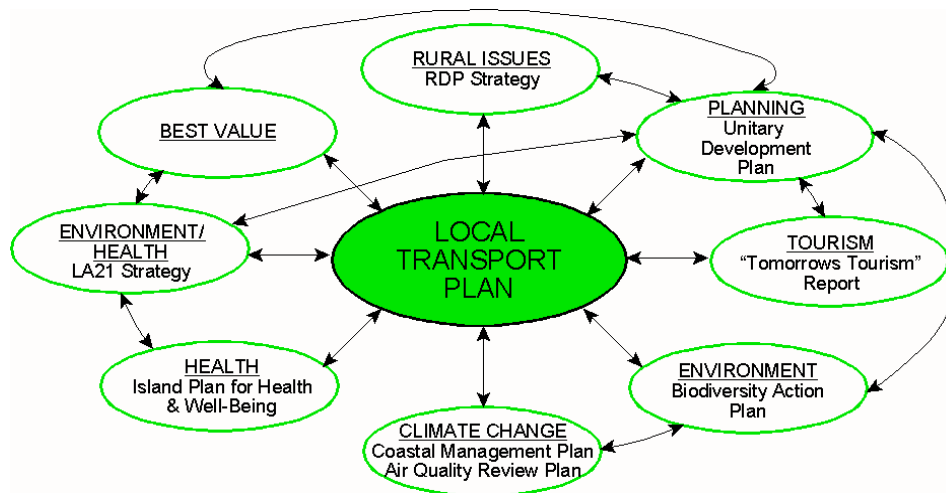 RURAL ISSUES
RDP Strategy
BEST VALUE
PLANNING
Unitary
Development
Plan
ENVIRONMENT/
HEALTH
LA21 Strategy
LOCAL
TRANSPORT
PLAN
TOURISM
“Tomorrows Tourism”
Report
HEALTH
Island Plan for Health
& Well-Being
ENVIRONMENT
Biodiversity Action
Plan
CLIMATE CHANGE
Coastal Management Plan
Air Quality Review Plan